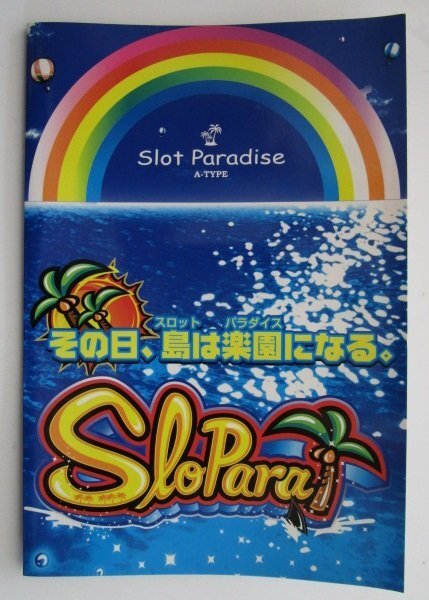 Slot Paradise
A-TYPE
スロット パラダイス
その日、島は楽園になる。
SloPara